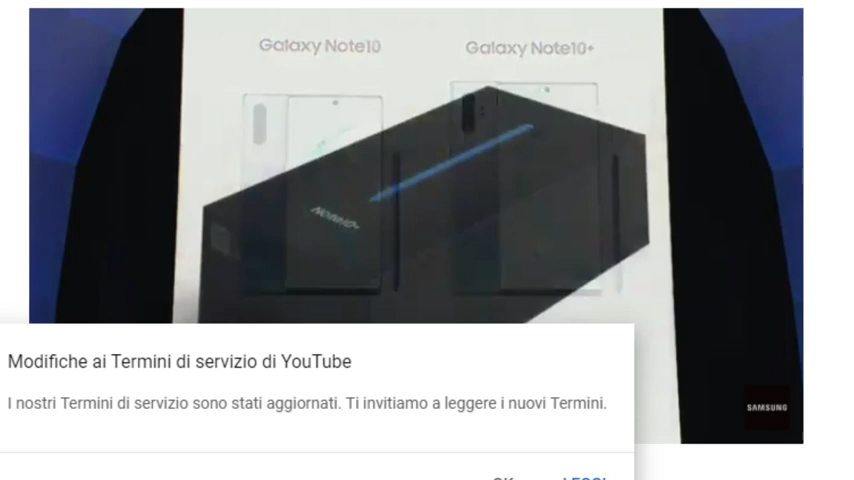 Galaxy Note10
Galaxy Note10+
SAMSUNG
Modifiche ai Termini di servizio di YouTube
I nostri Termini di servizio sono stati aggiornati. Ti invitiamo a leggere i nuovi Termini.